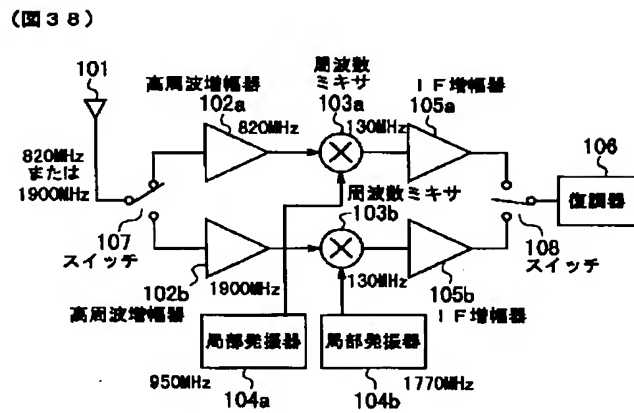 (図38)
101
高周波増幅器
102a
周波数
ミキサ
103a
IF増幅器
105a
820MHz
130MHz
106
820MHz
または
1900MHz
復調器
周波数ミキサ
103b
107
スイッチ
108
スイッチ
102b
1900MHz
130MHz
105b
高周波増幅器
IF増幅器
局部発振器
局部発振器
950MHz
104a
104b
1770MHz